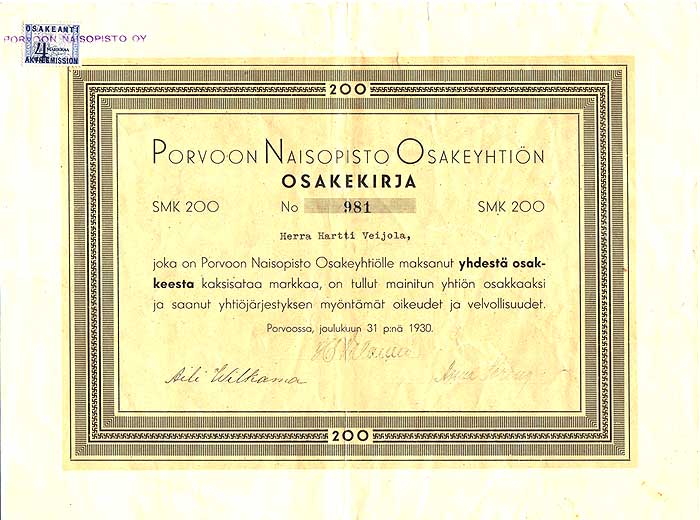 OSAKEANTI
PORVOON NAISOPISTO OY
4 MARKKAA
AKTIEEMISSION
200
PORVOON NAISOPISTO OSAKEYHTIÖN
OSAKEKIRJA
SMK 200 No 981 SMK 200
Herra Hartti Veijola,
joka on Porvoon Naisopisto Osakeyhtiölle maksanut yhdestä osak-
keesta kaksisataa markkaa, on tullut mainitun yhtiön osakkaaksi
ja saanut yhtiöjärjestyksen myöntämät oikeudet ja velvollisuudet.
Porvoossa, joulukuun 31 p:nä 1930.
Aili Wilkama
200